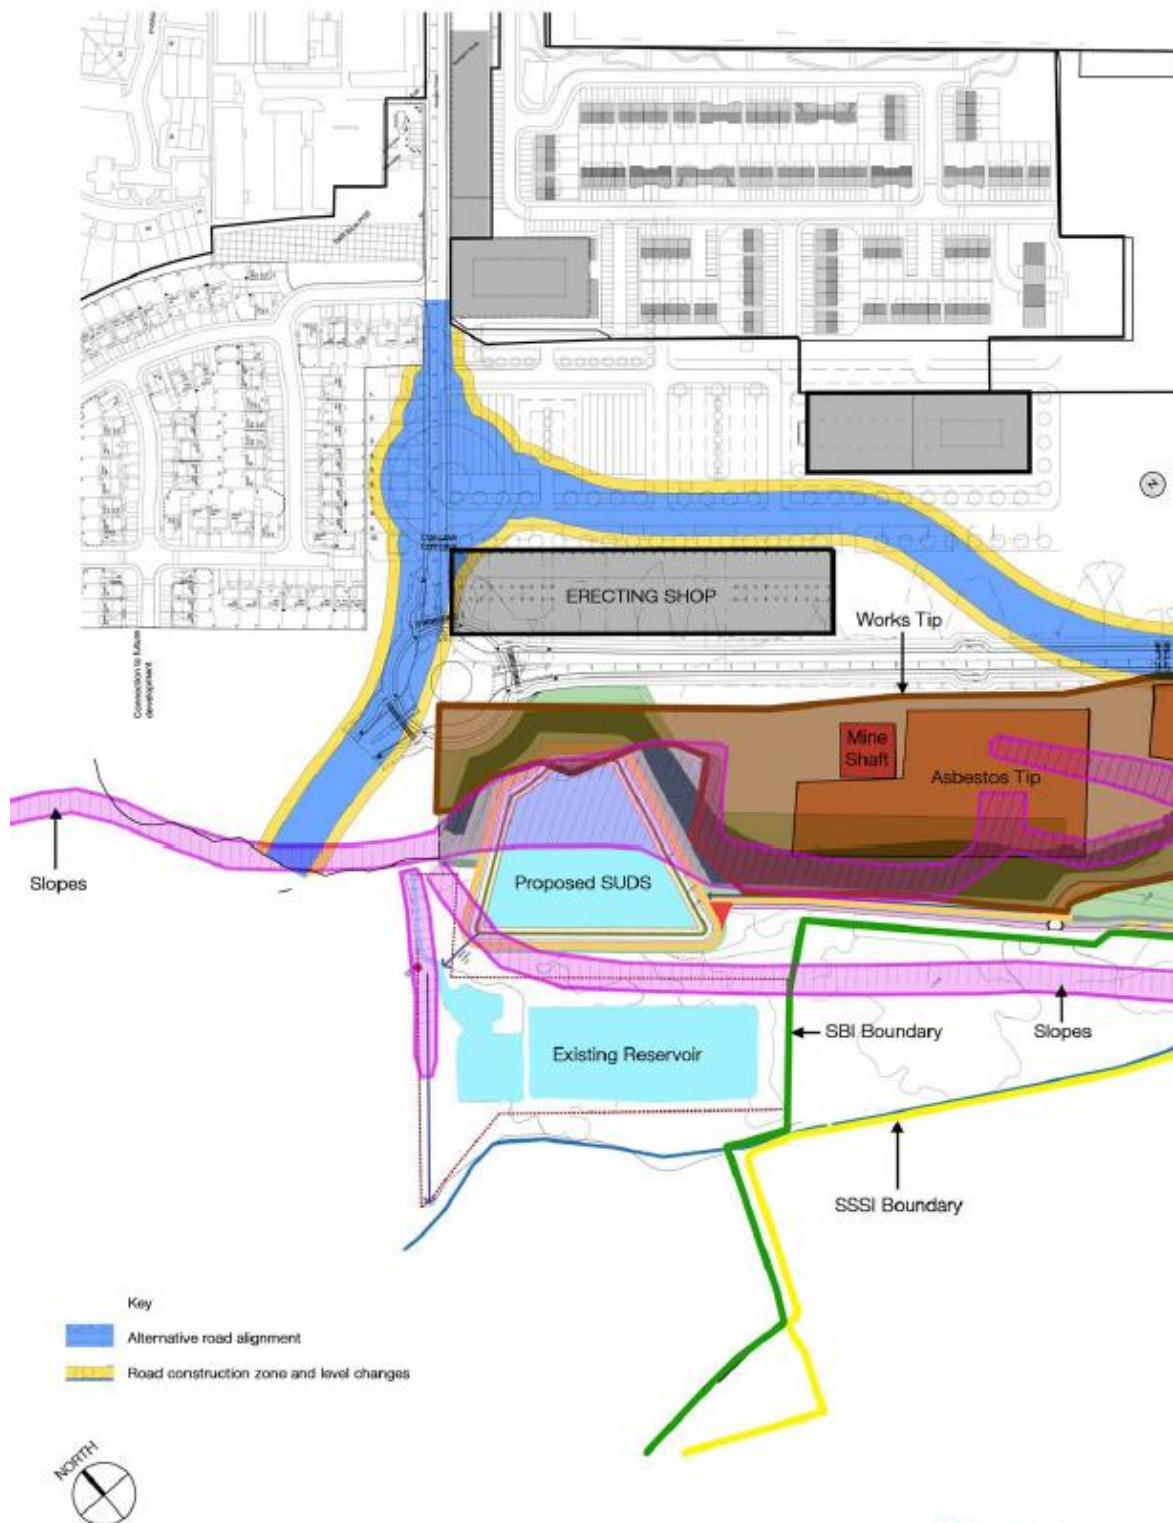 ERECTING SHOP
Works Tip
Mine
Shaft
Asbestos Tip
Connection to future
development
Slopes
Proposed SUDS
SBI Boundary
Slopes
Existing Reservoir
SSSI Boundary
Key
Alternative road alignment
Road construction zone and level changes
NORTH
N